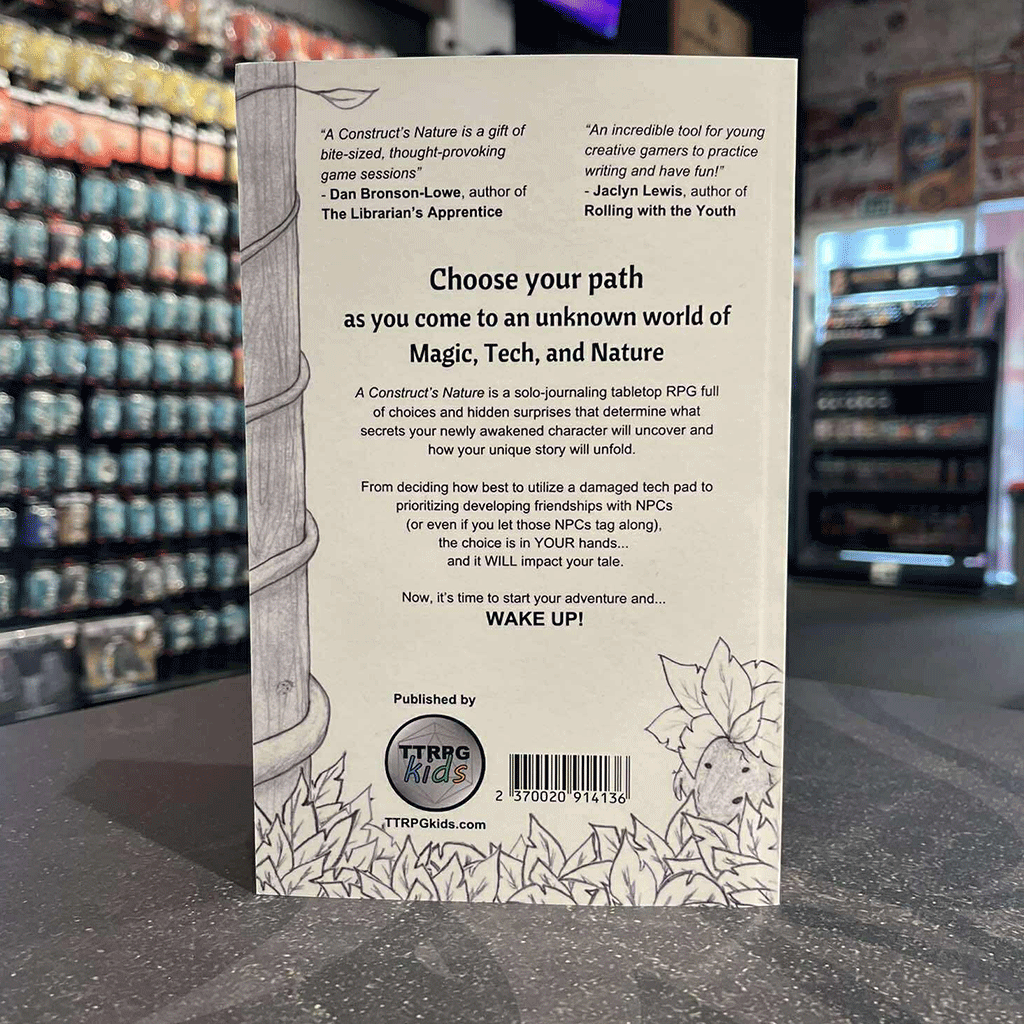 “A Construct’s Nature is a gift of
bite-sized, thought-provoking
game sessions”
- Dan Bronson-Lowe, author of
The Librarian’s Apprentice
“An incredible tool for young
creative gamers to practice
writing and have fun!”
- Jaclyn Lewis, author of
Rolling with the Youth
Choose your path
as you come to an unknown world of
Magic, Tech, and Nature
A Construct’s Nature is a solo-journaling tabletop RPG full
of choices and hidden surprises that determine what
secrets your newly awakened character will uncover and
how your unique story will unfold.
From deciding how best to utilize a damaged tech pad to
prioritizing developing friendships with NPCs
(or even if you let those NPCs tag along),
the choice is in YOUR hands...
and it WILL impact your tale.
Now, it’s time to start your adventure and...
WAKE UP!
Published by
TTRPG
kids
TTRPGkids.com
2 370020 914136